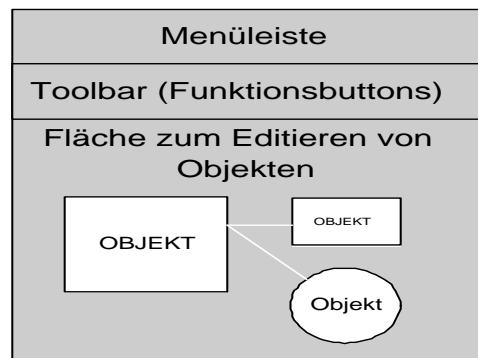 Menüleiste
Toolbar (Funktionsbuttons)
Fläche zum Editieren von
Objekten
OBJEKT
OBJEKT
Objekt